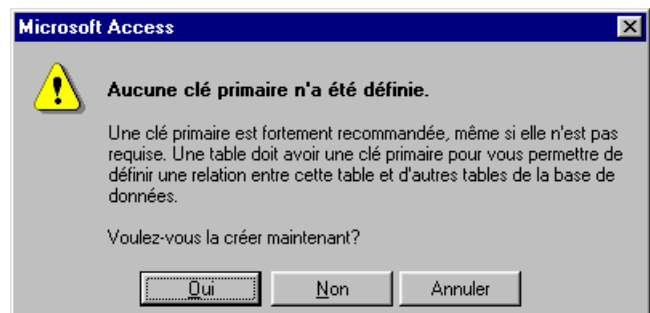 Microsoft Access
Aucune clé primaire n'a été définie.
Une clé primaire est fortement recommandée, même si elle n'est pas
requise. Une table doit avoir une clé primaire pour vous permettre de
définir une relation entre cette table et d'autres tables de la base de
données.
Voulez-vous la créer maintenant?
Oui Non Annuler